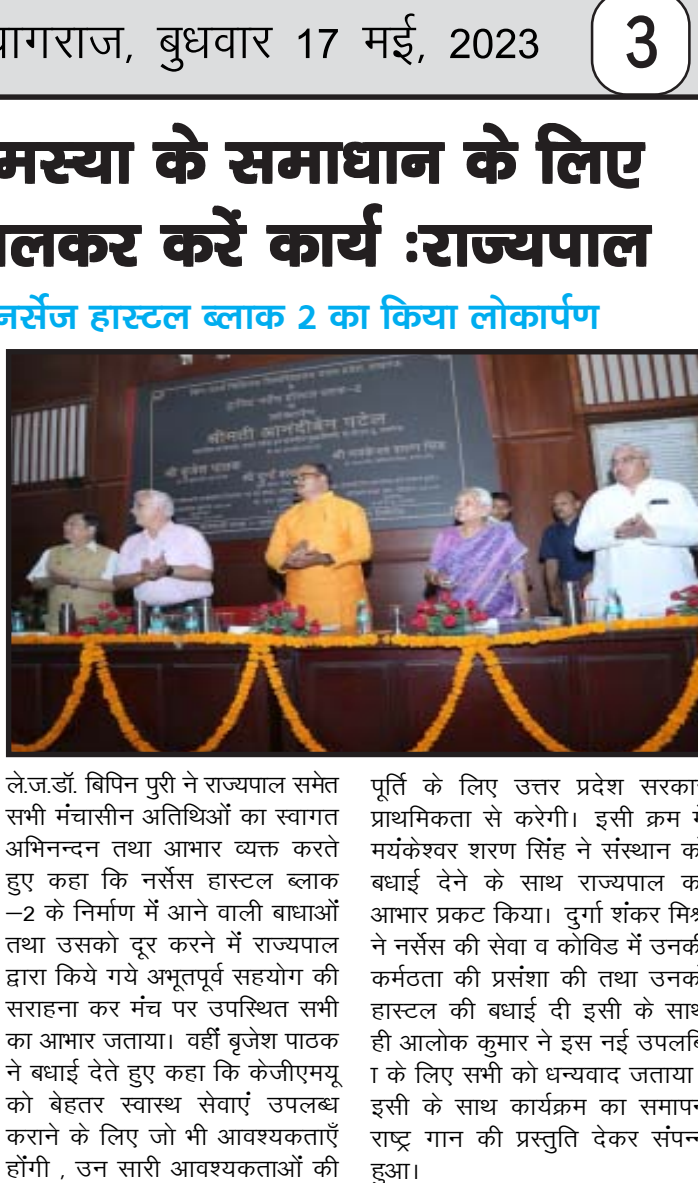 यागराज, बुधवार 17 मई, 2023
3
मस्या के समाधान के लिए
लकर करें कार्य :राज्यपाल
नर्सेज हास्टल ब्लाक 2 का किया लोकार्पण
श्रीमती आनंदीबेन पटेल
श्री बृजेश पाठक
ले.ज.डॉ. बिपिन पुरी ने राज्यपाल समेत
सभी मंचासीन अतिथिओं का स्वागत
अभिनन्दन तथा आभार व्यक्त करते
हुए कहा कि नर्सेस हास्टल ब्लाक
–2 के निर्माण में आने वाली बाधाओं
तथा उसको दूर करने में राज्यपाल
द्वारा किये गये अभूतपूर्व सहयोग की
सराहना कर मंच पर उपस्थित सभी
का आभार जताया। वहीं बृजेश पाठक
ने बधाई देते हुए कहा कि केजीएमयू
को बेहतर स्वास्थ सेवाएं उपलब्ध
कराने के लिए जो भी आवश्यकताएँ
होंगी , उन सारी आवश्यकताओं की
पूर्ति के लिए उत्तर प्रदेश सरकार
प्राथमिकता से करेगी। इसी क्रम में
मयंकेश्वर शरण सिंह ने संस्थान को
बधाई देने के साथ राज्यपाल का
आभार प्रकट किया। दुर्गा शंकर मिश्र
ने नर्सेस की सेवा व कोविड में उनकी
कर्मठता की प्रसंशा की तथा उनको
हास्टल की बधाई दी इसी के साथ
ही आलोक कुमार ने इस नई उपलब्धि
ा के लिए सभी को धन्यवाद जताया।
इसी के साथ कार्यक्रम का समापन
राष्ट्र गान की प्रस्तुति देकर संपन्न
हुआ।